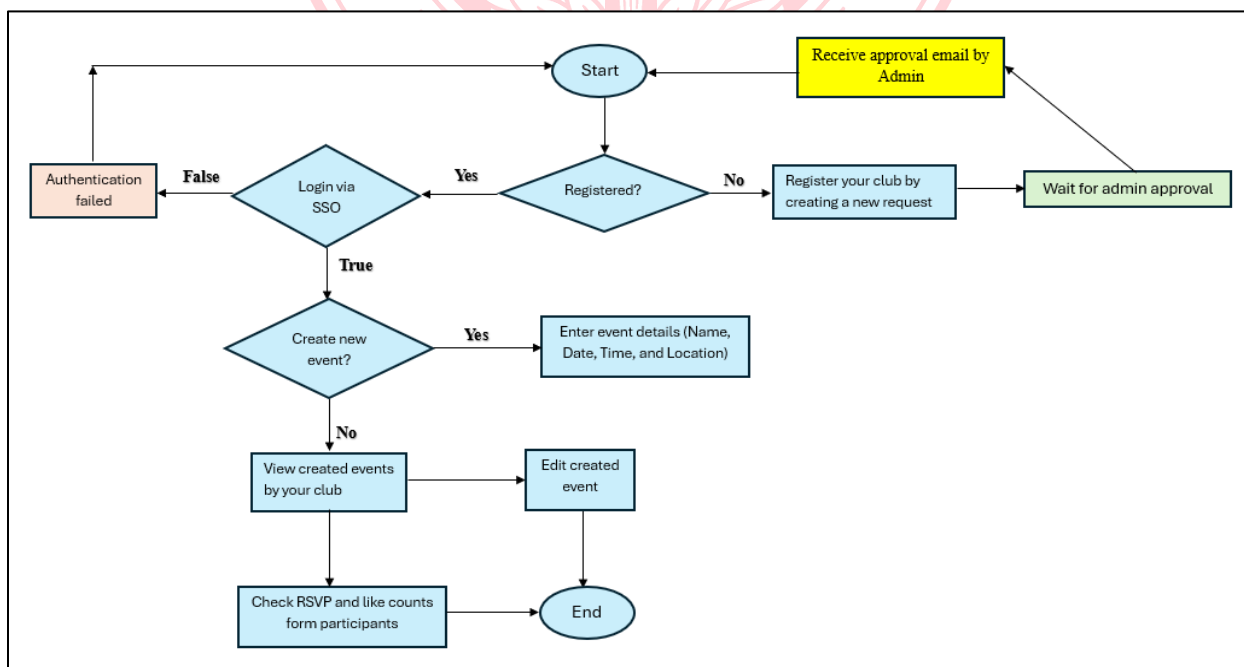 Receive approval email by
Admin
Start
Authentication
failed
False
Login via
SSO
Yes
Registered?
No
Register your club by
creating a new request
Wait for admin approval
True
Create new
event?
Yes
Enter event details (Name,
Date, Time, and Location)
No
View created events
by your club
Edit created
event
Check RSVP and like counts
form participants
End